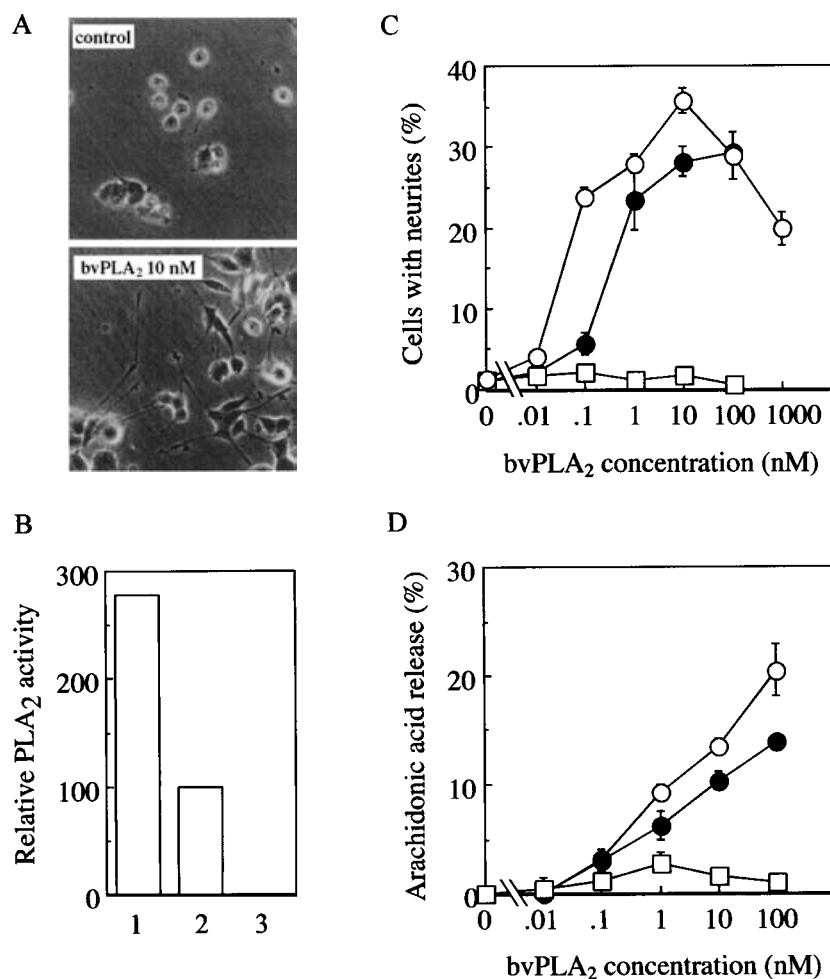 A
control
bvPLA2 10 nM
B
Relative PLA2 activity
300
200
100
0
1 2 3
C
Cells with neurites (%)
40
30
20
10
0
0 .01 .1 1 10 100 1000
bvPLA2 concentration (nM)
D
Arachidonic acid release (%)
30
20
10
0
0 .01 .1 1 10 100
bvPLA2 concentration (nM)